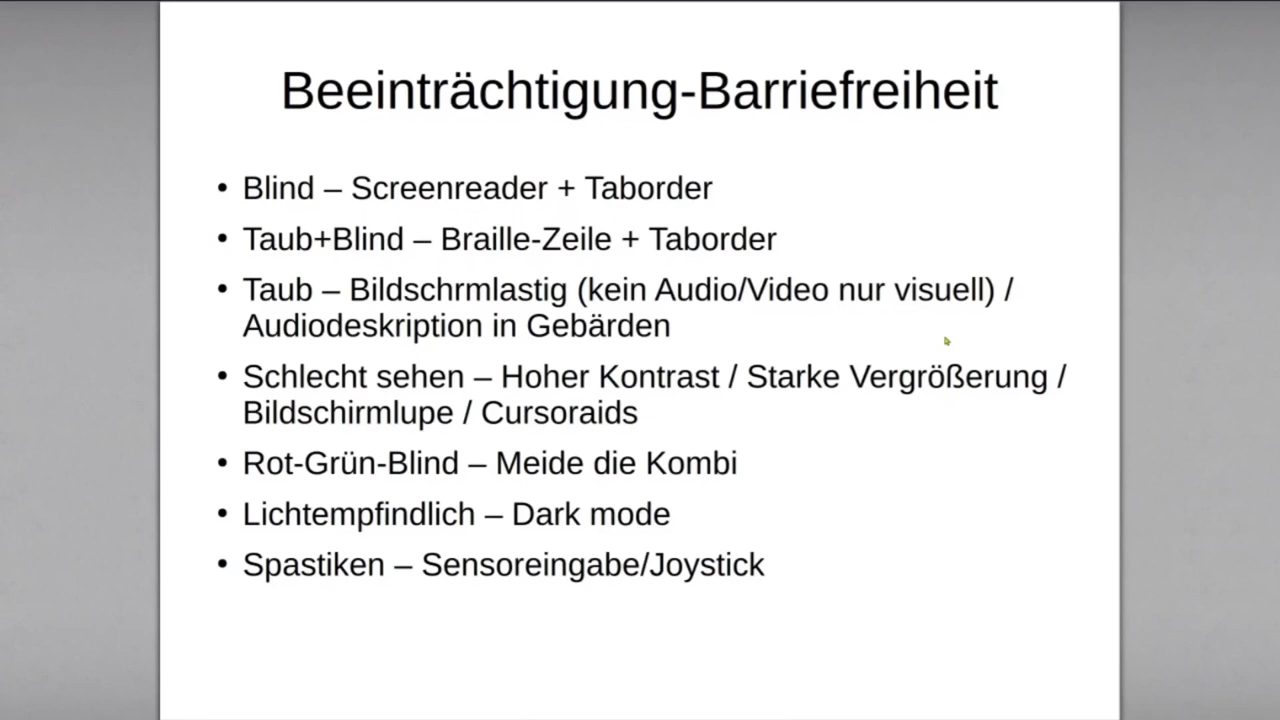 Beeinträchtigung-Barriefreiheit
• Blind – Screenreader + Taborder
• Taub+Blind – Braille-Zeile + Taborder
• Taub – Bildschrmlastig (kein Audio/Video nur visuell) /
Audiodeskription in Gebärden
• Schlecht sehen – Hoher Kontrast / Starke Vergrößerung /
Bildschirmlupe / Cursoraids
• Rot-Grün-Blind – Meide die Kombi
• Lichtempfindlich – Dark mode
• Spastiken – Sensoreingabe/Joystick